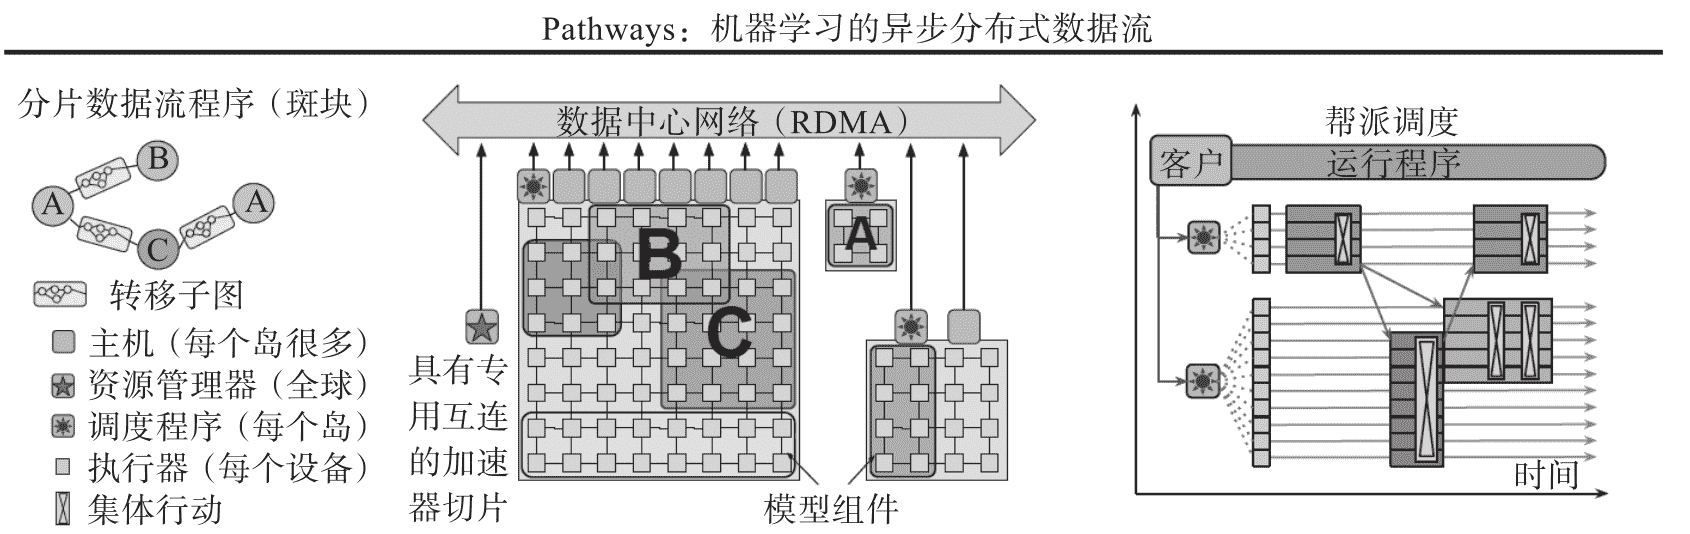 Pathways：机器学习的异步分布式数据流
分片数据流程序（斑块）
B
A
A
C
转移子图
主机（每个岛很多）
资源管理器（全球）
调度程序（每个岛）
执行器（每个设备）
集体行动
数据中心网络（RDMA）
B
A
C
具有专
用互连
的加速
器切片
模型组件
帮派调度
客户
运行程序
时间